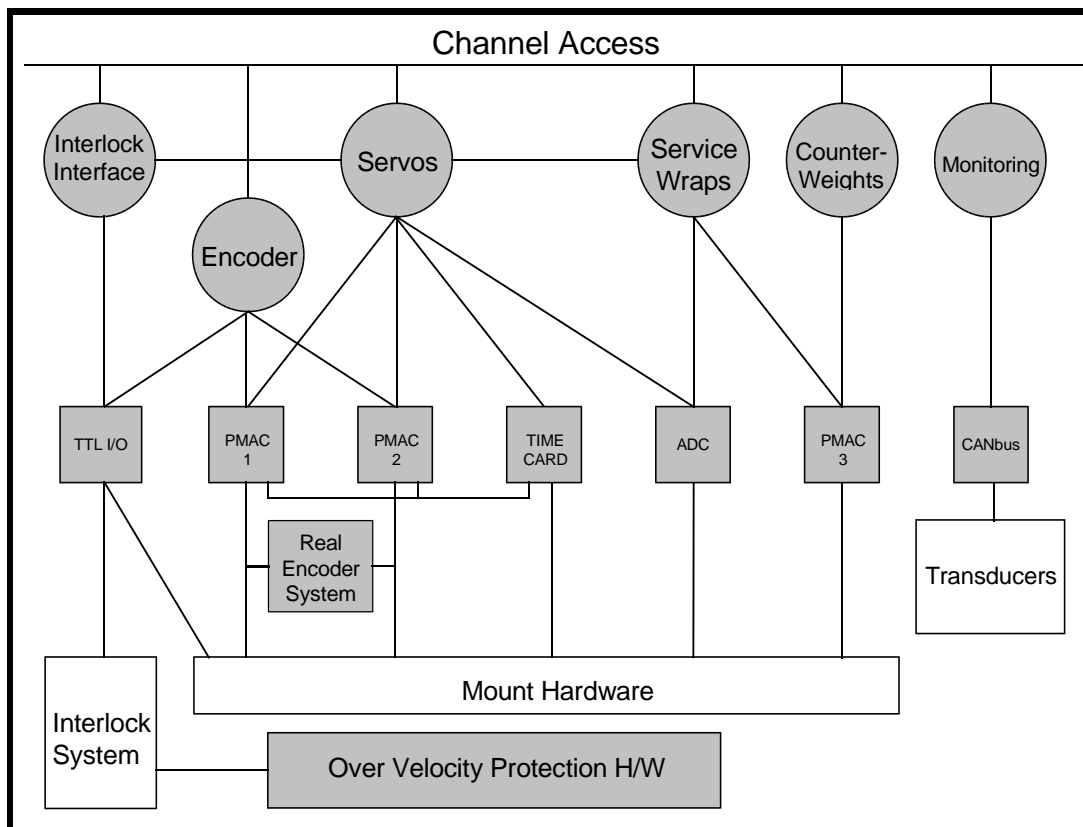 Channel Access
Interlock
Interface
Servos
Service
Wraps
Counter-
Weights
Monitoring
Encoder
TTL I/O
PMAC
1
PMAC
2
TIME
CARD
ADC
PMAC
3
CANbus
Real
Encoder
System
Transducers
Mount Hardware
Interlock
System
Over Velocity Protection H/W